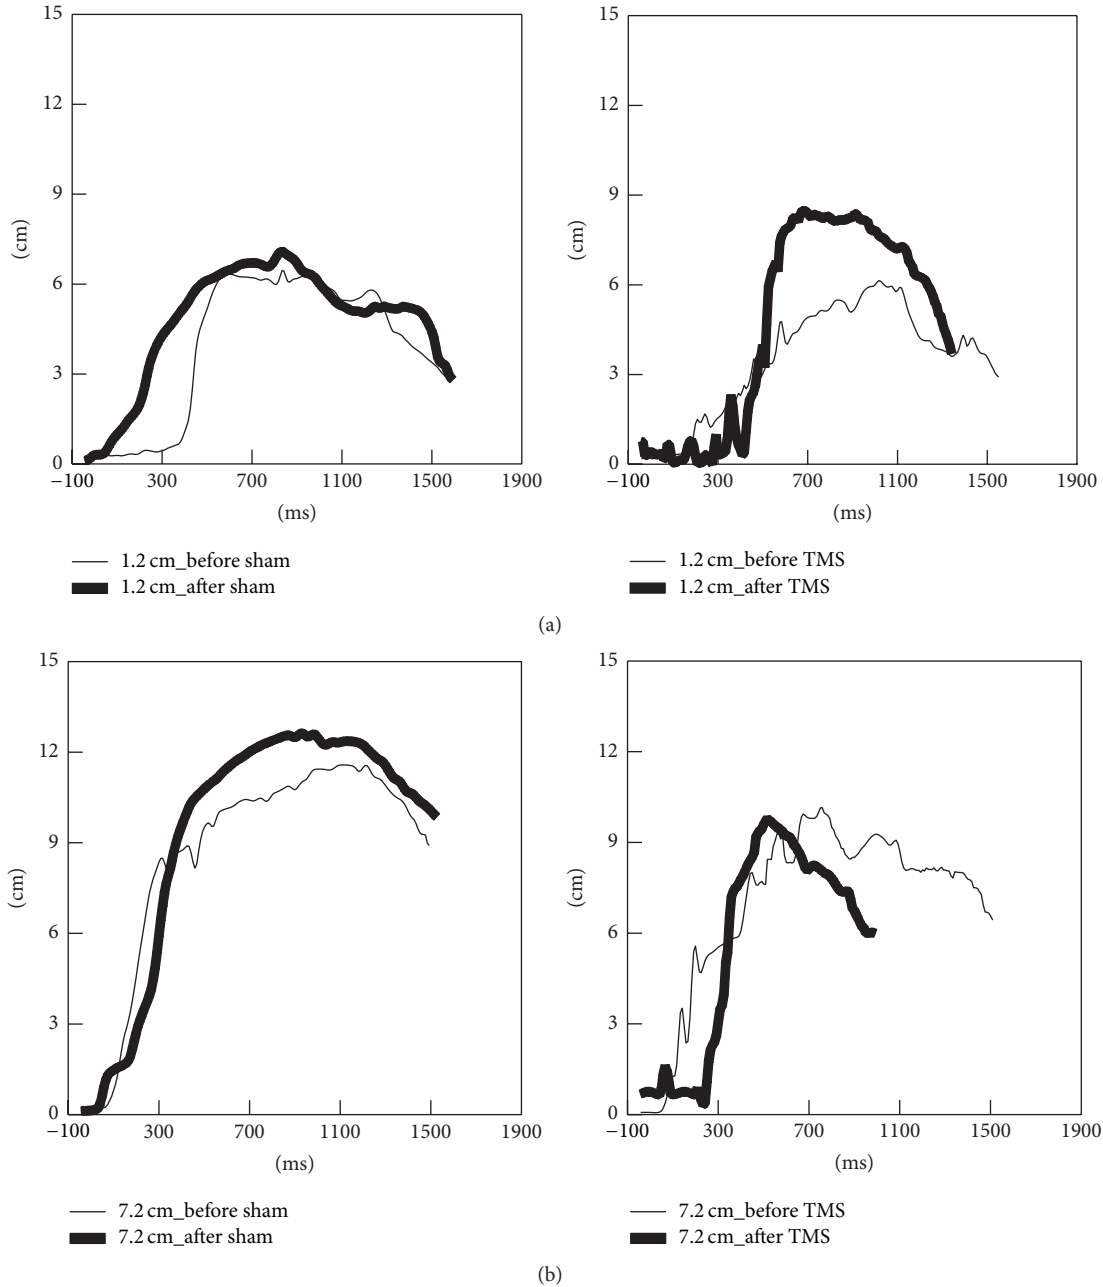 15
12
9
6
3
0
(cm)
−100 300 700 1100 1500 1900
(ms)
1.2 cm_before sham
1.2 cm_after sham
15
12
9
6
3
0
(cm)
−100 300 700 1100 1500 1900
(ms)
1.2 cm_before TMS
1.2 cm_after TMS
(a)
15
12
9
6
3
0
(cm)
−100 300 700 1100 1500 1900
(ms)
7.2 cm_before sham
7.2 cm_after sham
15
12
9
6
3
0
(cm)
−100 300 700 1100 1500 1900
(ms)
7.2 cm_before TMS
7.2 cm_after TMS
(b)